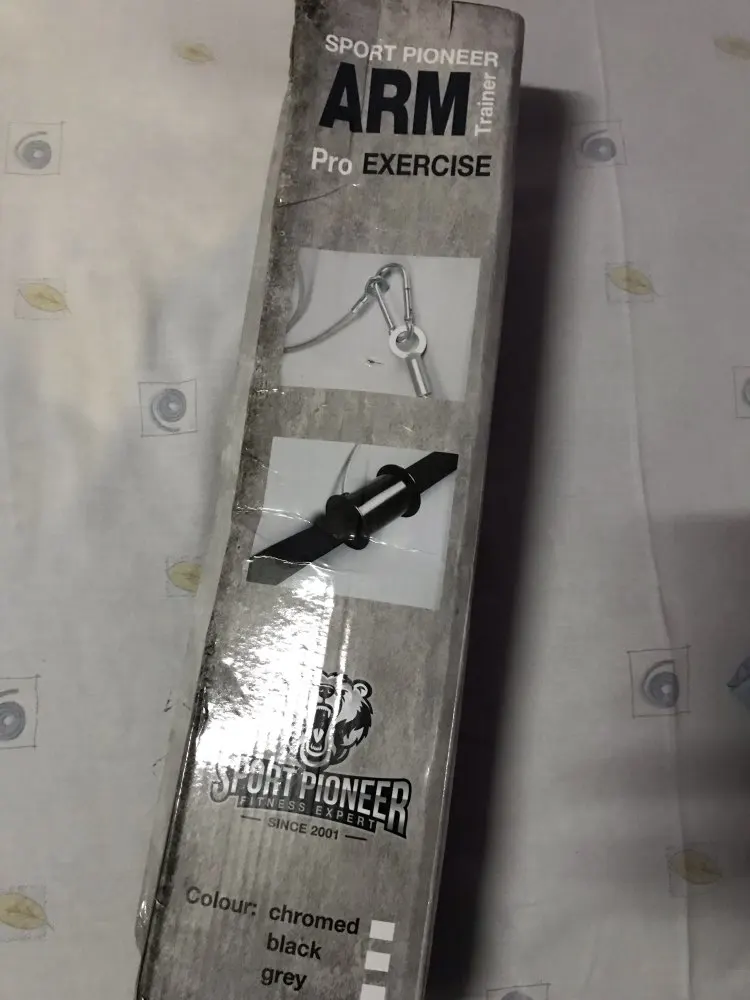 SPORT PIONEER
ARM Trainer
Pro EXERCISE
SPORT PIONEER
FITNESS EXPERT
SINCE 2001
Colour: chromed
black
grey